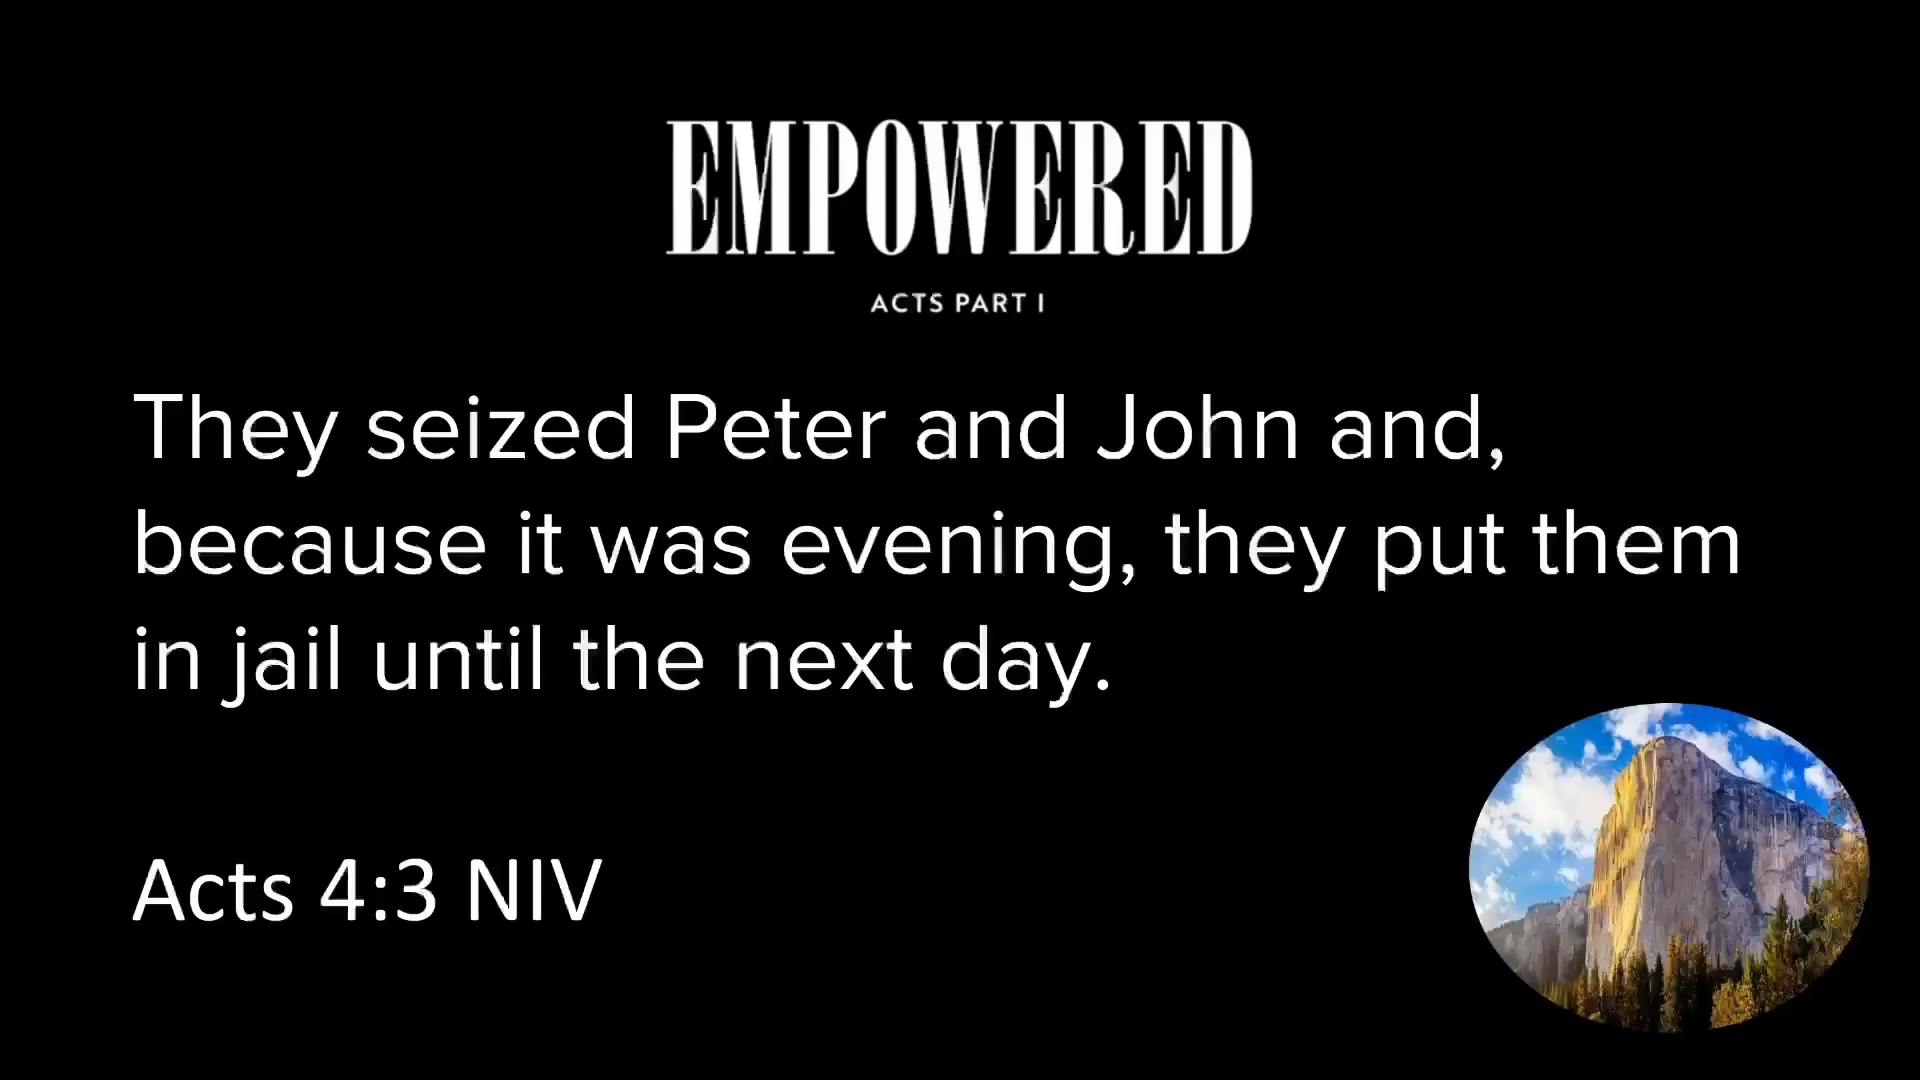 EMPOWERED
ACTS PART I
They seized Peter and John and,
because it was evening, they put them
in jail until the next day.
Acts 4:3 NIV